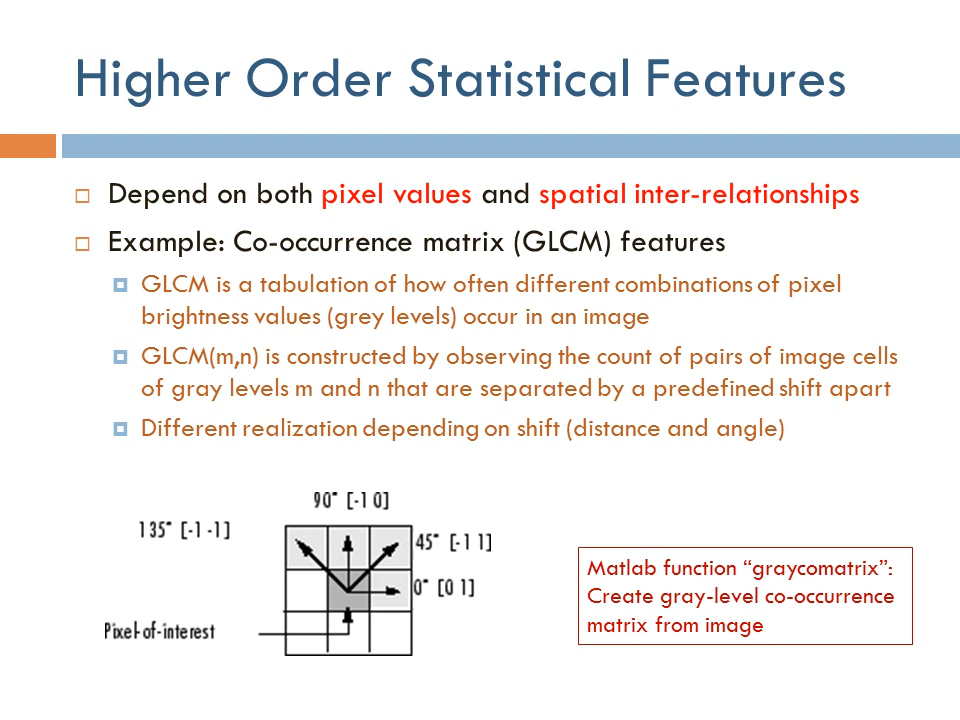 Higher Order Statistical Features
Depend on both pixel values and spatial inter-relationships
Example: Co-occurrence matrix (GLCM) features
GLCM is a tabulation of how often different combinations of pixel
brightness values (grey levels) occur in an image
GLCM(m,n) is constructed by observing the count of pairs of image cells
of gray levels m and n that are separated by a predefined shift apart
Different realization depending on shift (distance and angle)
90° [-1 0]
135° [-1 -1]
45° [-1 1]
0° [0 1]
Pixel-of-interest
Matlab function “graycomatrix”:
Create gray-level co-occurrence
matrix from image